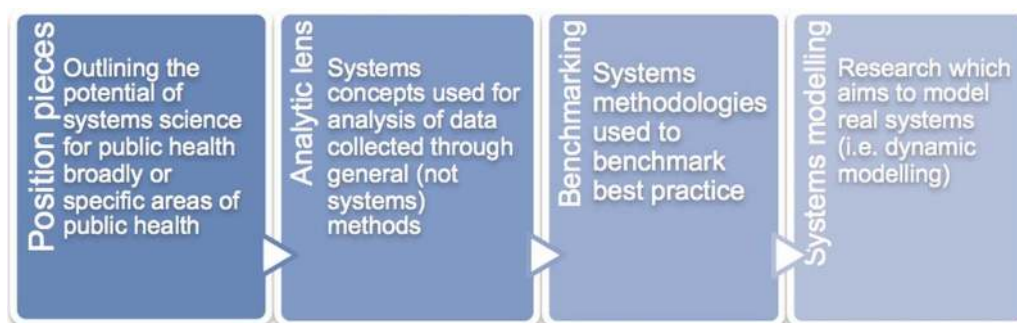 Position pieces
Outlining the
potential of
systems science
for public health
broadly or
specific areas of
public health
Analytic lens
Systems
concepts used for
analysis of data
collected through
general (not
systems)
methods
Benchmarking
Systems
methodologies
used to
benchmark
best practice
Systems modelling
Research which
aims to model
real systems
(i.e. dynamic
modelling)